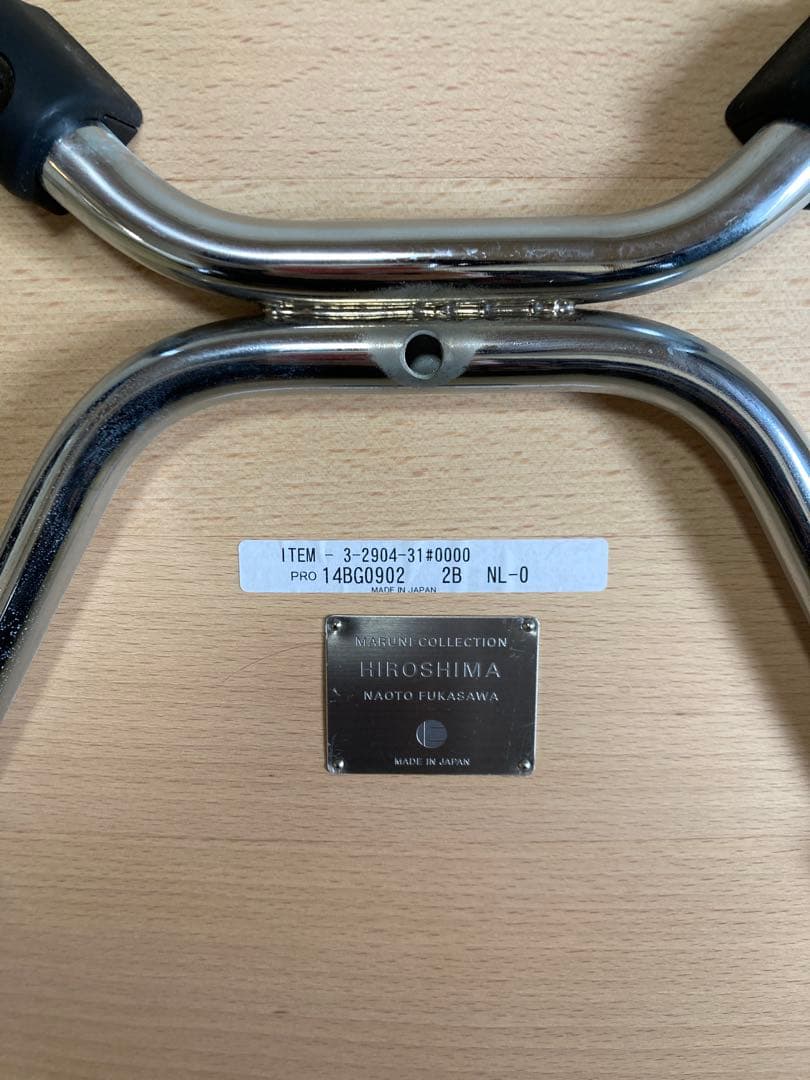 ITEM - 3-2904-31#0000
PRO 14BG0902 2B NL-0
MADE IN JAPAN
MARUNI COLLECTION
HIROSHIMA
NAOTO FUKASAWA
MADE IN JAPAN